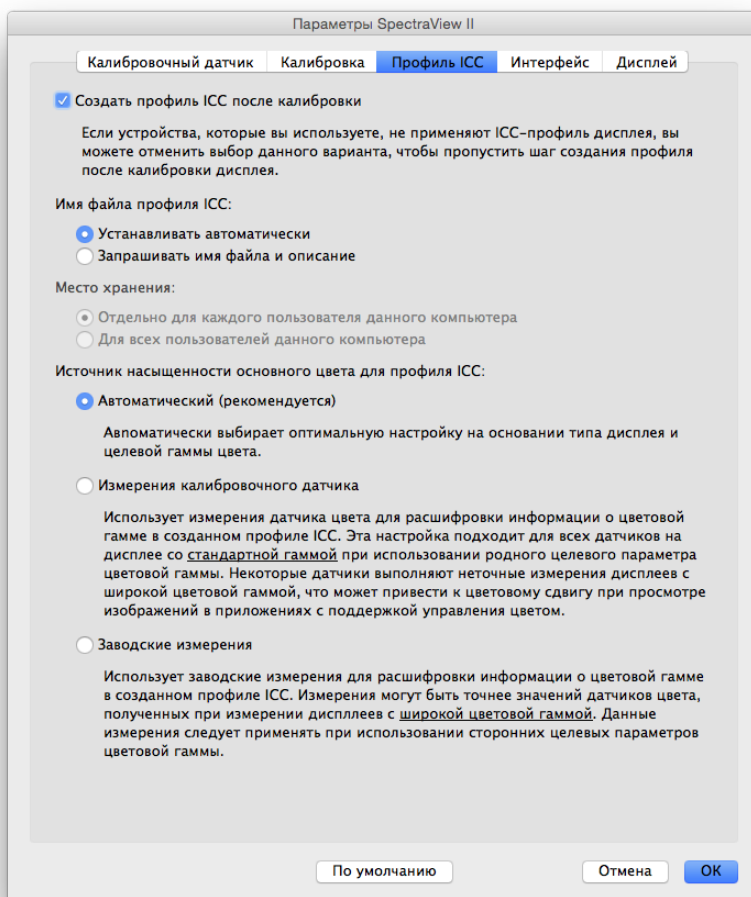 Параметры SpectraView II
Калибровочный датчик Калибровка Профиль ICC Интерфейс Дисплей
Создать профиль ICC после калибровки
Если устройства, которые вы используете, не применяют ICC-профиль дисплея, вы
можете отменить выбор данного варианта, чтобы пропустить шаг создания профиля
после калибровки дисплея.
Имя файла профиля ICC:
Устанавливать автоматически
Запрашивать имя файла и описание
Место хранения:
Отдельно для каждого пользователя данного компьютера
Для всех пользователей данного компьютера
Источник насыщенности основного цвета для профиля ICC:
Автоматический (рекомендуется)
Авпоматически выбирает оптимальную настройку на основании типа дисплея и
целевой гаммы цвета.
Измерения калибровочного датчика
Использует измерения датчика цвета для расшифровки информации о цветовой
гамме в созданном профиле ICC. Эта настройка подходит для всех датчиков на
дисплее со стандартной гаммой при использовании родного целевого параметра
цветовой гаммы. Некоторые датчики выполняют неточные измерения дисплеев с
широкой цветовой гаммой, что может привести к цветовому сдвигу при просмотре
изображений в приложениях с поддержкой управления цветом.
Заводские измерения
Использует заводские измерения для расшифровки информации о цветовой гамме
в созданном профиле ICC. Измерения могут быть точнее значений датчиков цвета,
полученных при измерении диспллеев с широкой цветовой гаммой. Данные
измерения следует применять при использовании сторонних целевых параметров
цветовой гаммы.
По умолчанию Отмена OK